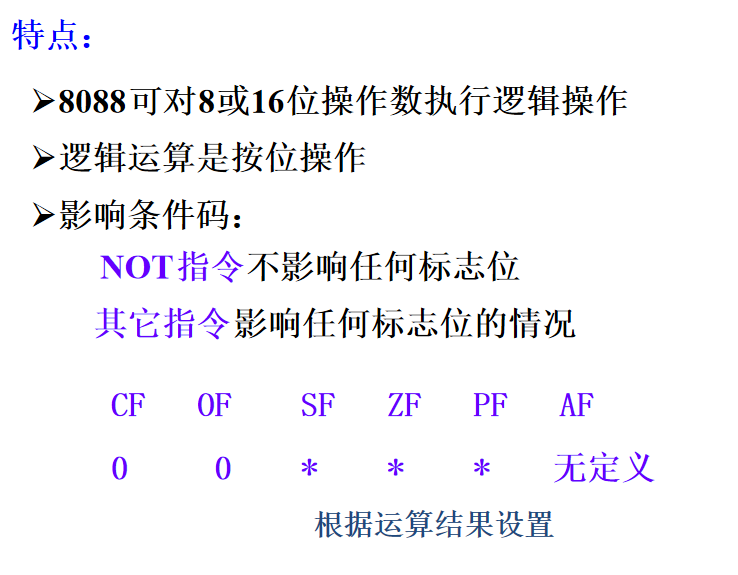 特点：
➢8088可对8或16位操作数执行逻辑操作
➢逻辑运算是按位操作
➢影响条件码：
NOT指令不影响任何标志位
其它指令影响任何标志位的情况
CF OF SF ZF PF AF
0 0 * * * 无定义
根据运算结果设置